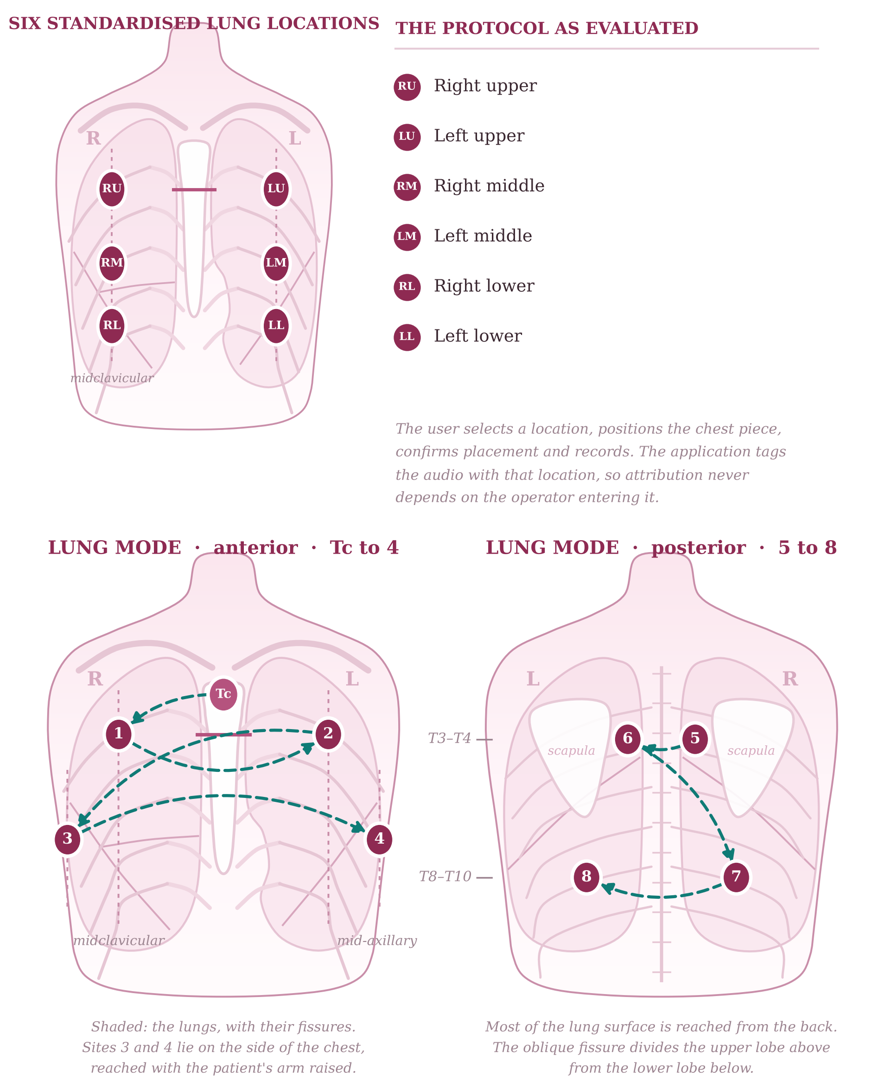 SIX STANDARDISED LUNG LOCATIONS
R
L
RU
LU
RM
LM
RL
LL
midclavicular
THE PROTOCOL AS EVALUATED
RU Right upper
LU Left upper
RM Right middle
LM Left middle
RL Right lower
LL Left lower
The user selects a location, positions the chest piece,
confirms placement and records. The application tags
the audio with that location, so attribution never
depends on the operator entering it.
LUNG MODE · anterior · Tc to 4
R
L
Tc
1
2
3
4
midclavicular
mid-axillary
Shaded: the lungs, with their fissures.
Sites 3 and 4 lie on the side of the chest,
reached with the patient's arm raised.
LUNG MODE · posterior · 5 to 8
L
R
T3–T4
6
5
scapula
scapula
T8–T10
8
7
Most of the lung surface is reached from the back.
The oblique fissure divides the upper lobe above
from the lower lobe below.